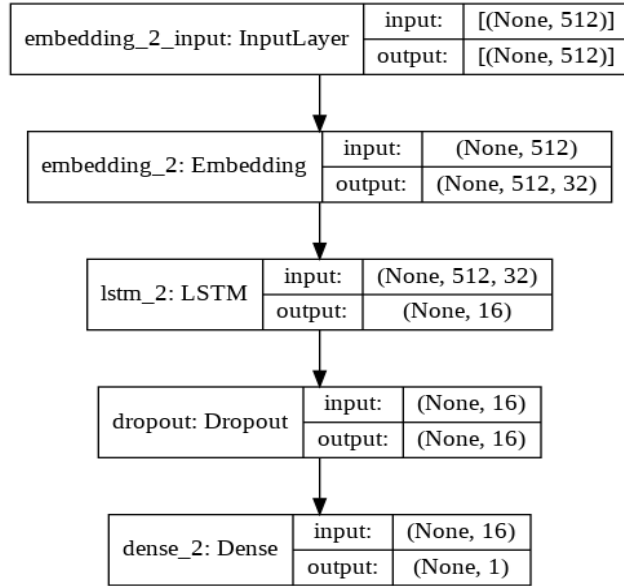 embedding_2_input: InputLayer
input: [(None, 512)]
output: [(None, 512)]
embedding_2: Embedding
input: (None, 512)
output: (None, 512, 32)
lstm_2: LSTM
input: (None, 512, 32)
output: (None, 16)
dropout: Dropout
input: (None, 16)
output: (None, 16)
dense_2: Dense
input: (None, 16)
output: (None, 1)